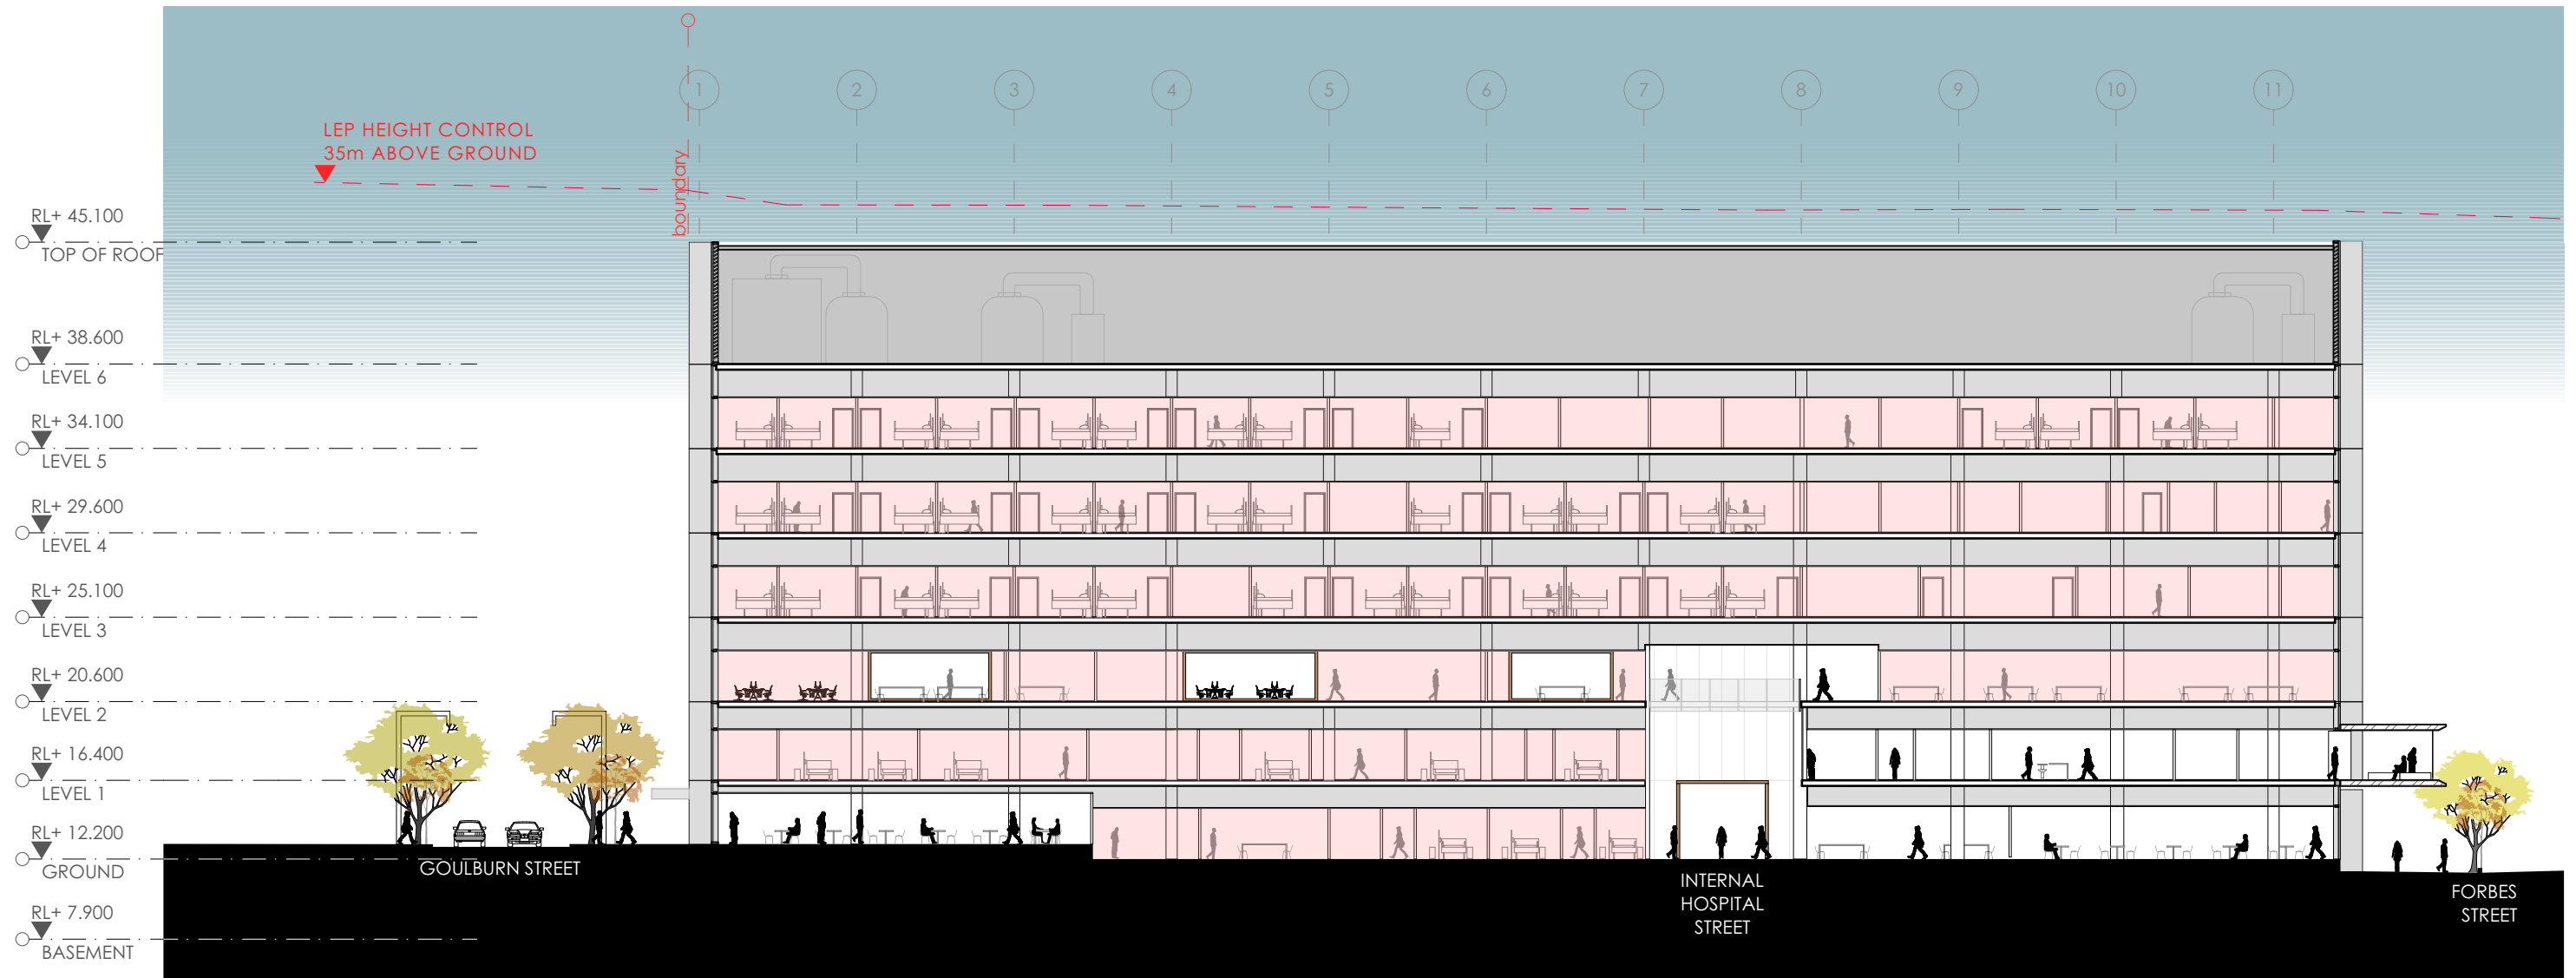 1 2 3 4 5 6 7 8 9 10 11
LEP HEIGHT CONTROL
35m ABOVE GROUND
boundary
RL+ 45.100
TOP OF ROOF
RL+ 38.600
LEVEL 6
RL+ 34.100
LEVEL 5
RL+ 29.600
LEVEL 4
RL+ 25.100
LEVEL 3
RL+ 20.600
LEVEL 2
RL+ 16.400
LEVEL 1
RL+ 12.200
GROUND
RL+ 7.900
BASEMENT
GOULBURN STREET
INTERNAL
HOSPITAL
STREET
FORBES
STREET